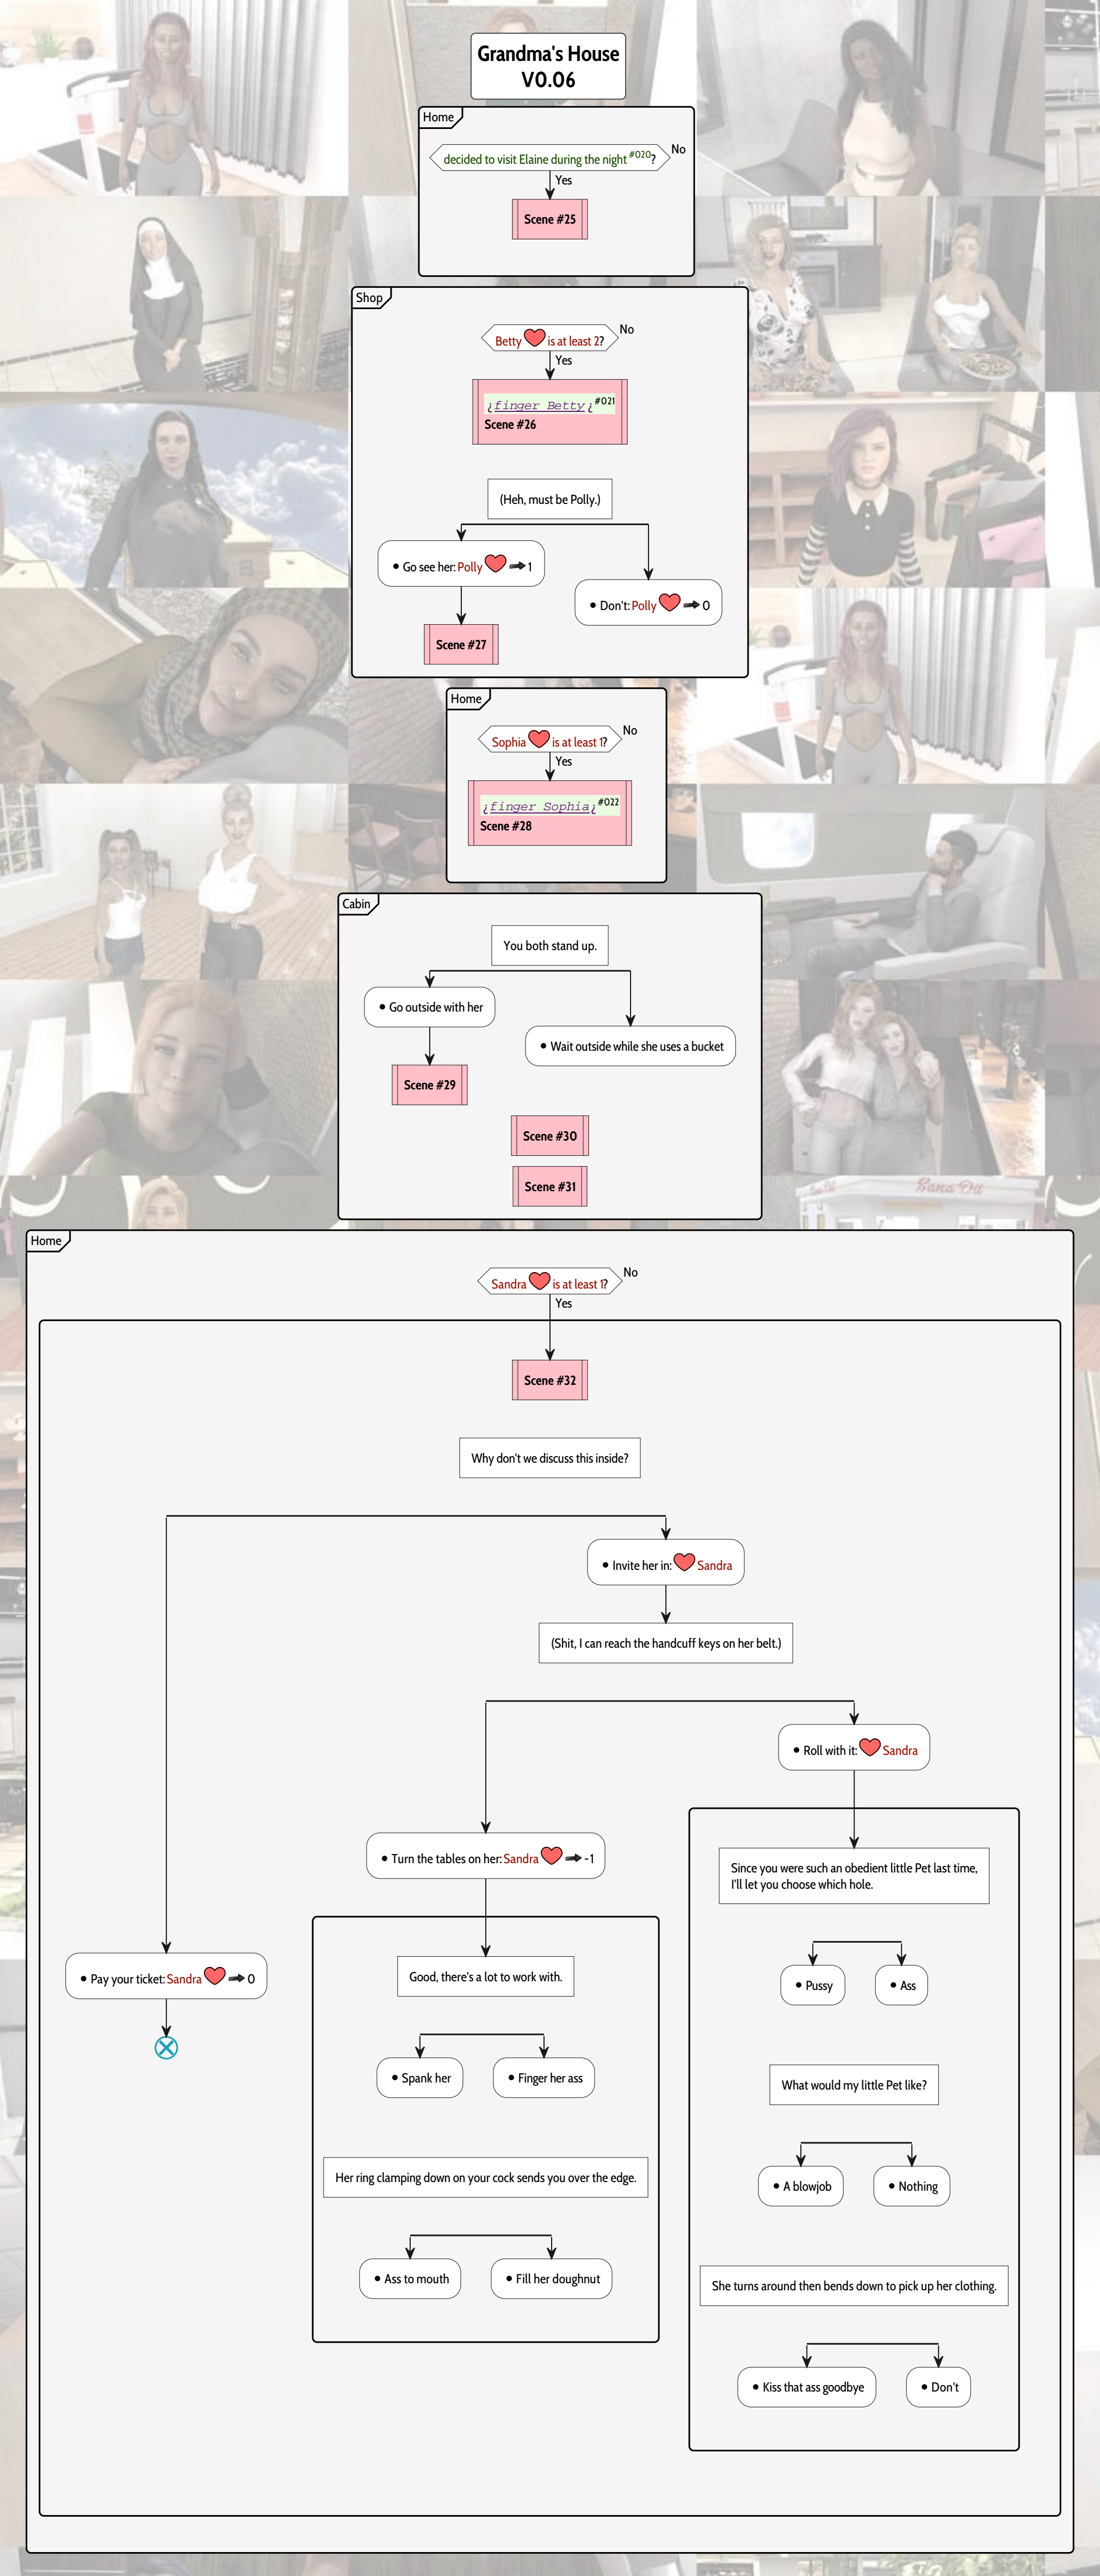 Grandma's House
V0.06
Home
decided to visit Elaine during the night #020?
No
Yes
Scene #25
Shop
Betty is at least 2?
No
Yes
¿finger Betty¿#021
Scene #26
(Heh, must be Polly.)
• Go see her: Polly 1
• Don't: Polly 0
Scene #27
Home
Sophia is at least 1?
No
Yes
¿finger Sophia¿#022
Scene #28
Cabin
You both stand up.
• Go outside with her
• Wait outside while she uses a bucket
Scene #29
Scene #30
Scene #31
Home
Sandra is at least 1?
No
Yes
Scene #32
Why don't we discuss this inside?
• Invite her in: Sandra
(Shit, I can reach the handcuff keys on her belt.)
• Roll with it: Sandra
• Turn the tables on her: Sandra -1
Since you were such an obedient little Pet last time,
I'll let you choose which hole.
• Pay your ticket: Sandra 0
Good, there's a lot to work with.
• Pussy
• Ass
• Spank her
• Finger her ass
What would my little Pet like?
Her ring clamping down on your cock sends you over the edge.
• A blowjob
• Nothing
• Ass to mouth
• Fill her doughnut
She turns around then bends down to pick up her clothing.
• Kiss that ass goodbye
• Don't